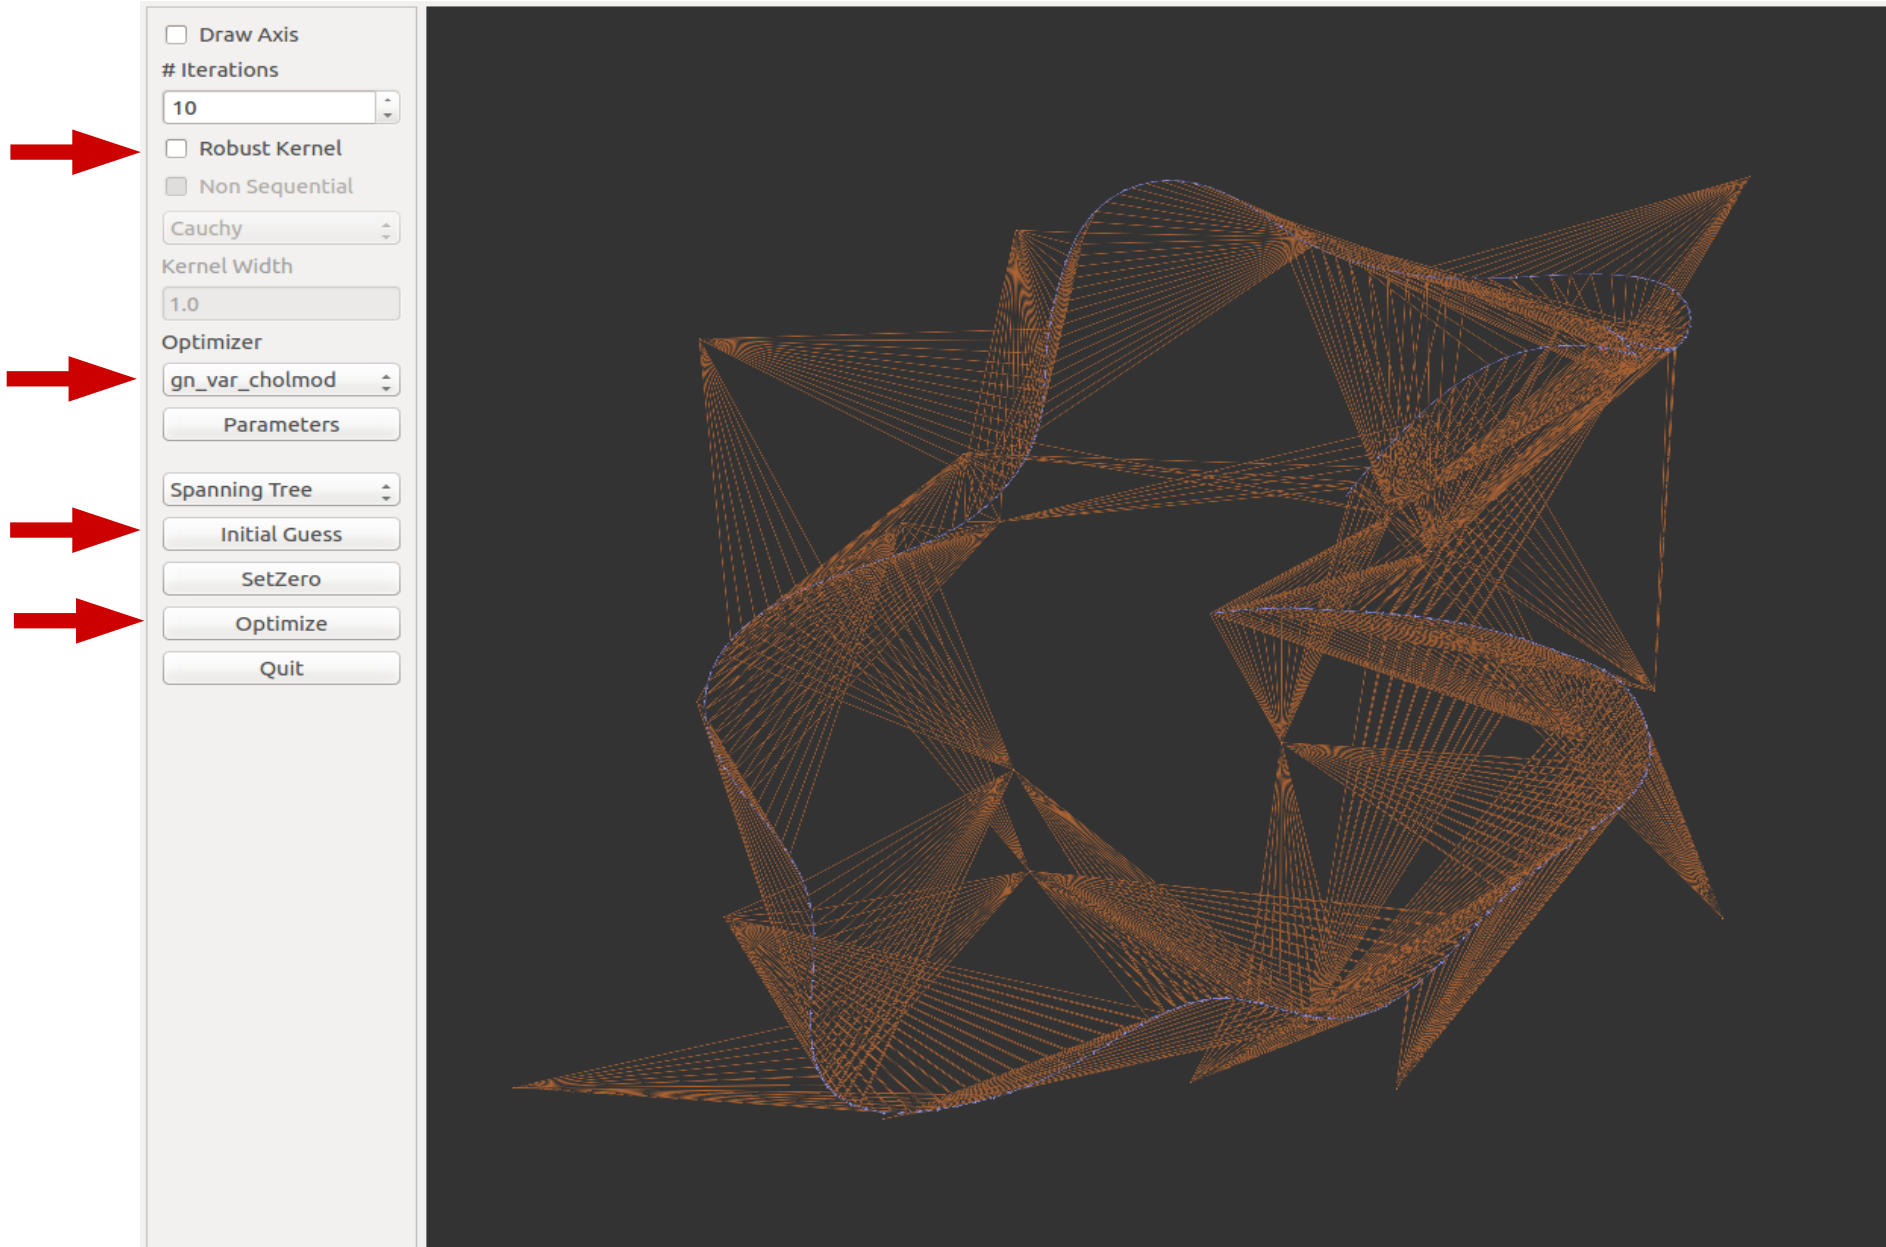 Draw Axis
# Iterations
10
Robust Kernel
Non Sequential
Cauchy
Kernel Width
1.0
Optimizer
gn_var_cholmod
Parameters
Spanning Tree
Initial Guess
SetZero
Optimize
Quit